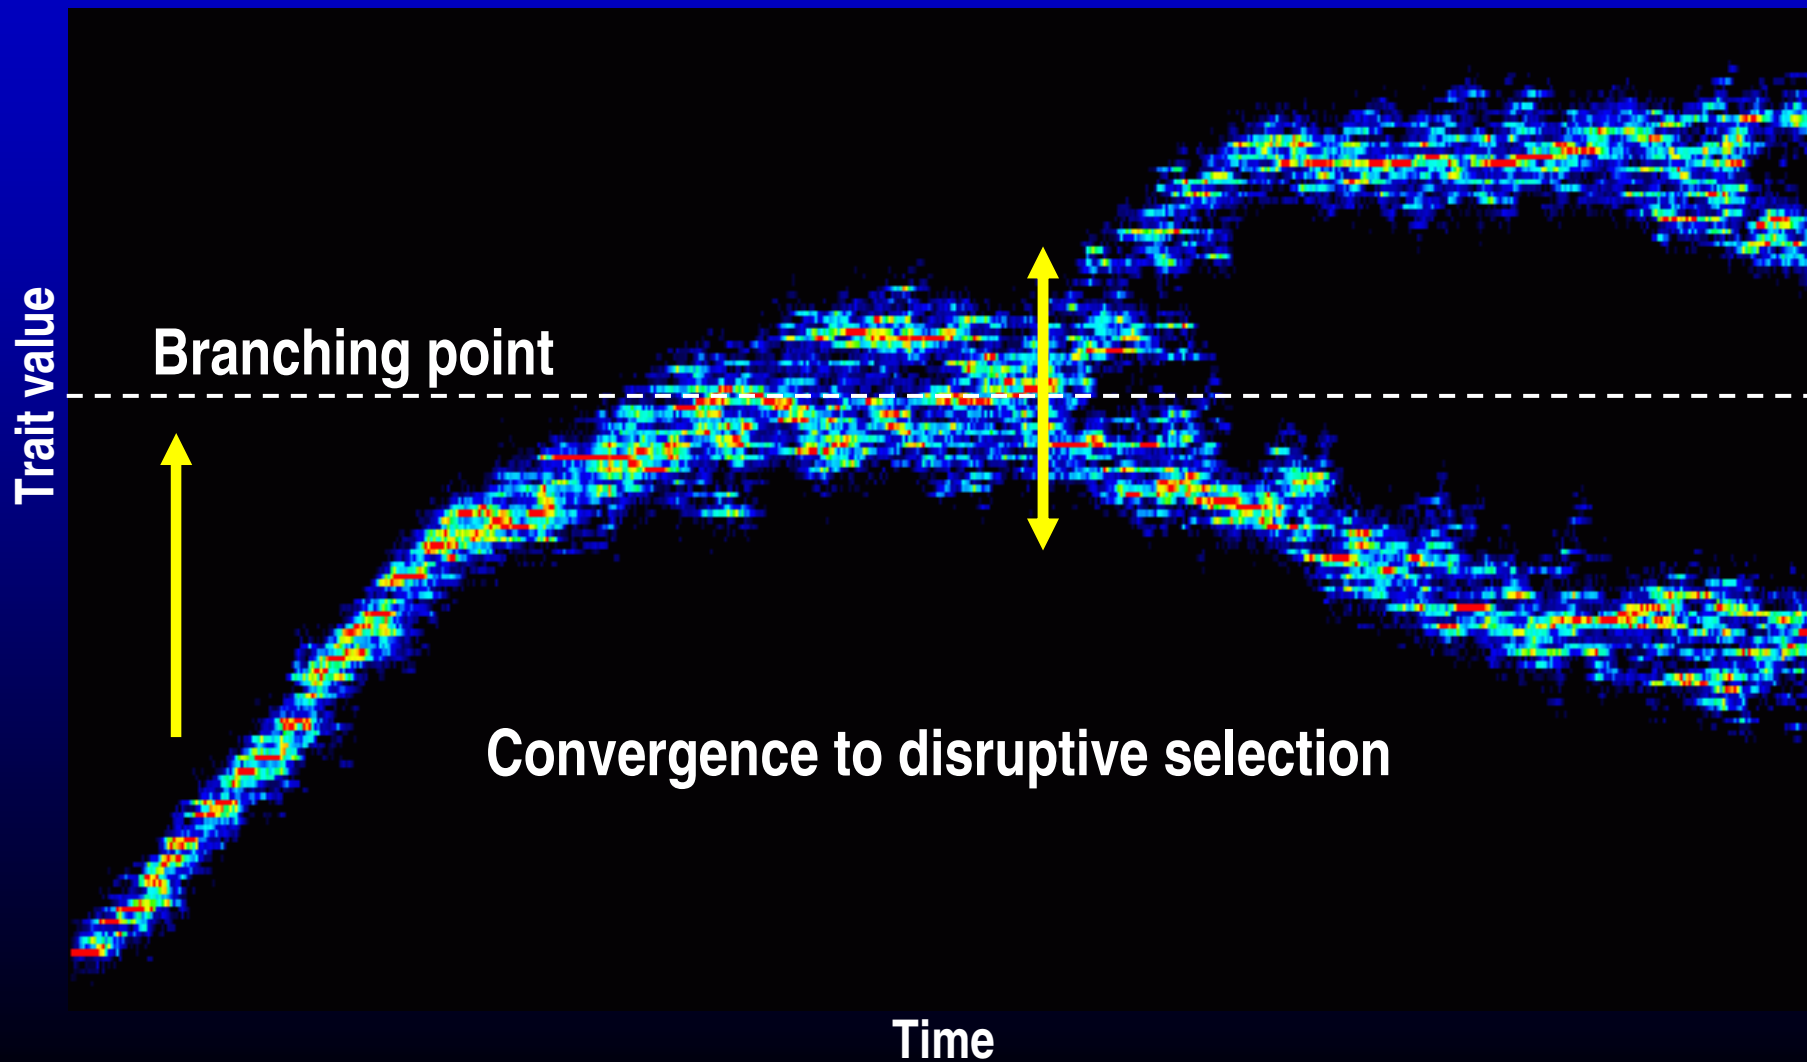 Trait value
Branching point
Convergence to disruptive selection
Time